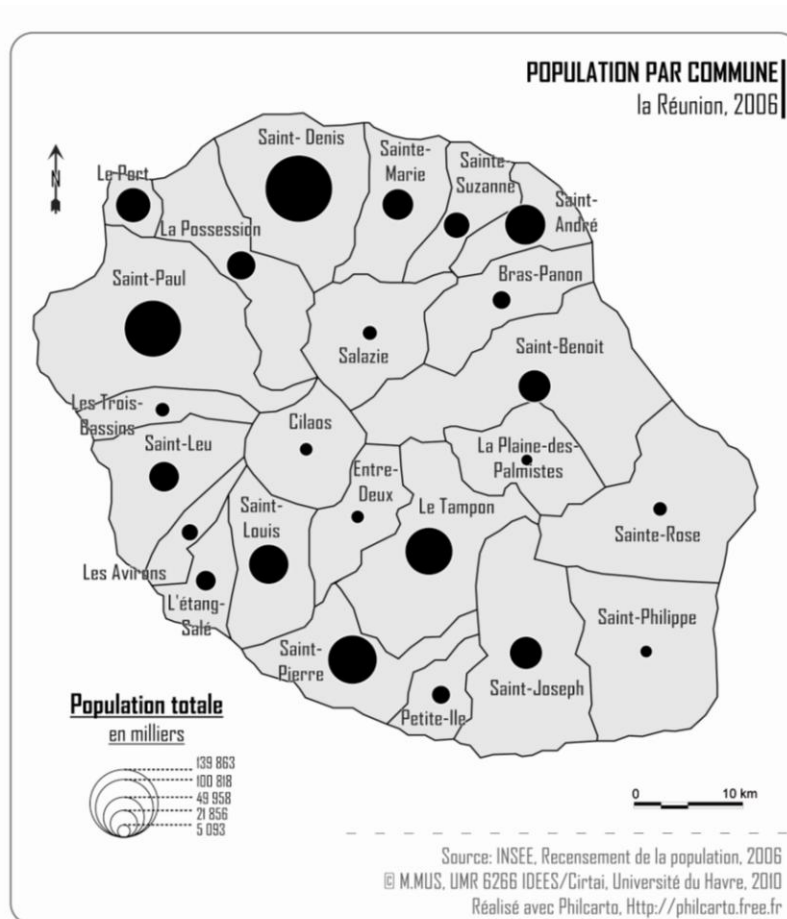 POPULATION PAR COMMUNE
la Réunion, 2006
N
Saint- Denis
Sainte-
Marie
Sainte-
Suzanne
Saint-
André
Le Port
La Possession
Saint-Paul
Bras-Panon
Salazie
Saint-Benoit
Les Trois-
Bassins
Cilaos
Saint-Leu
La Plaine-des-
Palmistes
Entre-
Deux
Le Tampon
Saint-
Louis
Sainte-Rose
Les Avirons
L'étang-
Salé
Saint-Philippe
Saint-
Pierre
Saint-Joseph
Petite-Ile
Population totale
en milliers
139 863
100 818
49 958
21 856
5 093
0 10 km
Source: INSEE, Recensement de la population, 2006
© M.MUS, UMR 6266 IDEES/Cirtai, Université du Havre, 2010
Réalisé avec Philcarto, Http://philcarto.free.fr